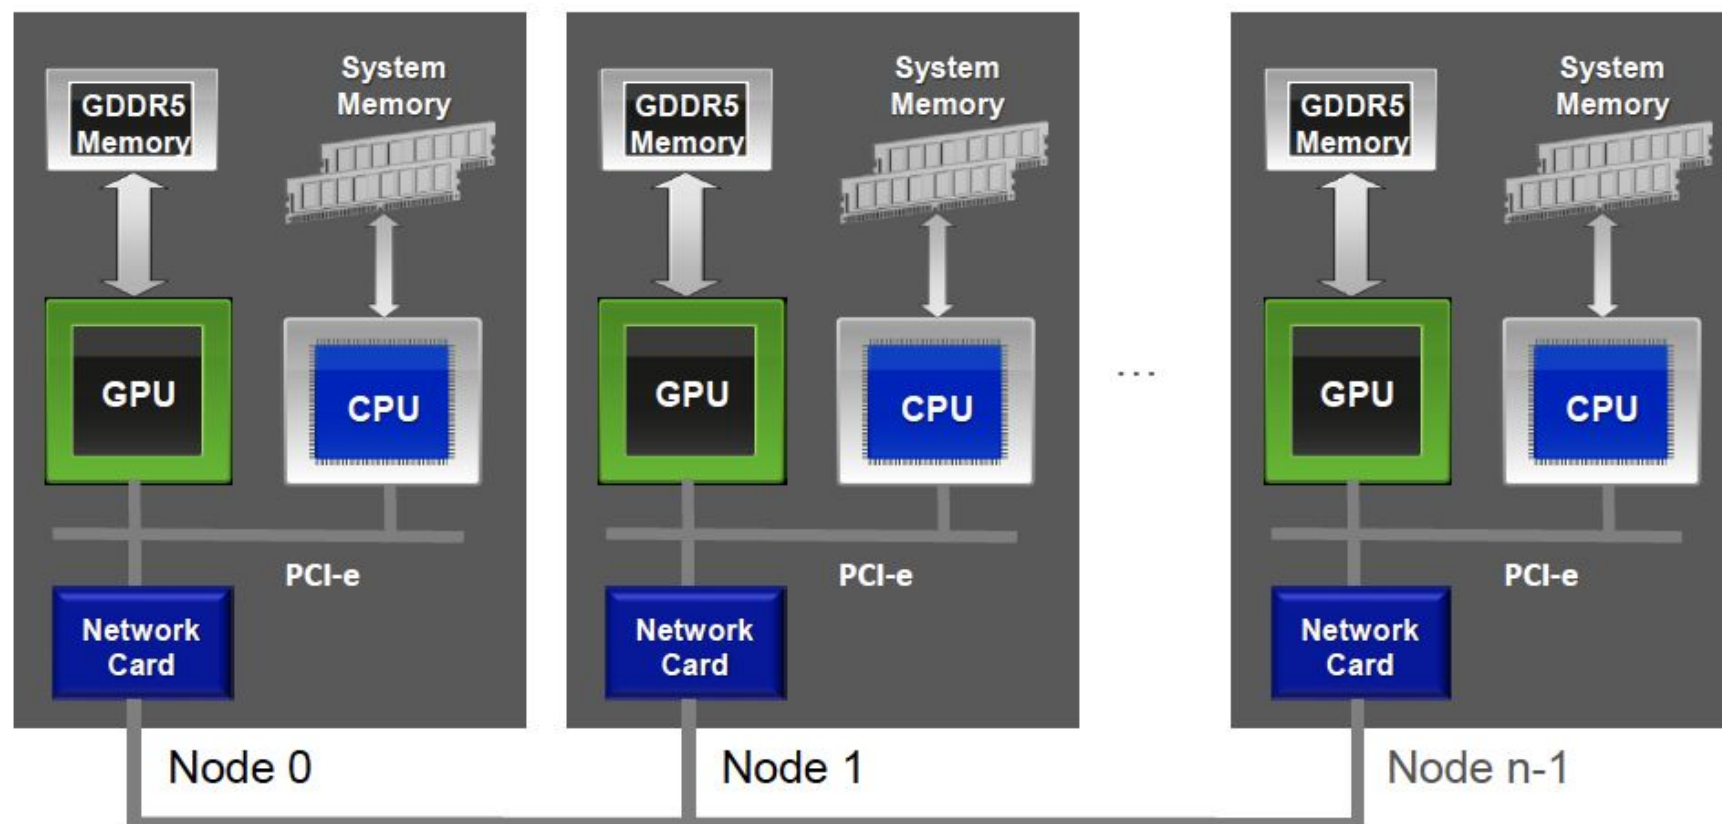 GDDR5
Memory
System
Memory
GPU
CPU
PCI-e
Network
Card
Node 0
GDDR5
Memory
System
Memory
GPU
CPU
PCI-e
Network
Card
Node 1
...
GDDR5
Memory
System
Memory
GPU
CPU
PCI-e
Network
Card
Node n-1